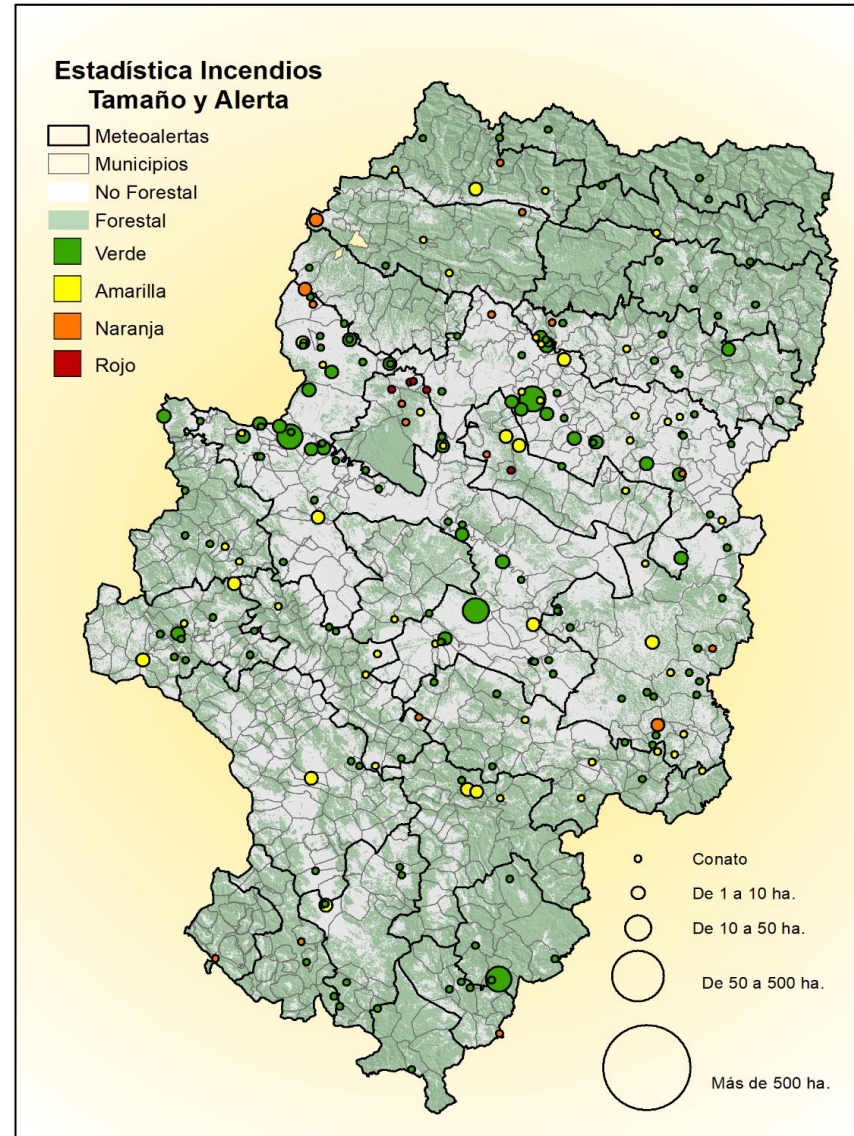 Estadística Incendios
Tamaño y Alerta
Meteoalertas
Municipios
No Forestal
Forestal
Verde
Amarilla
Naranja
Rojo
Conato
De 1 a 10 ha.
De 10 a 50 ha.
De 50 a 500 ha.
Más de 500 ha.